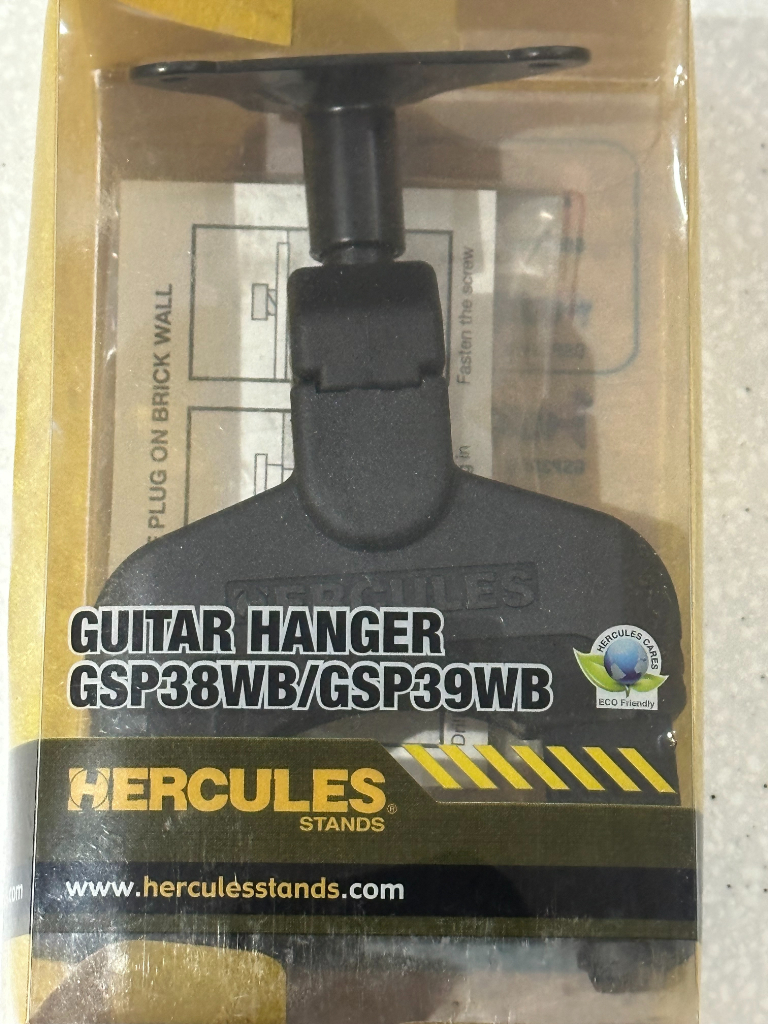 PLUG ON BRICK WALL
Fasten the screw
in
HERCULES
GUITAR HANGER
GSP38WB/GSP39WB
HERCULES CARES
ECO Friendly
HERCULES®
STANDS
www.herculesstands.com